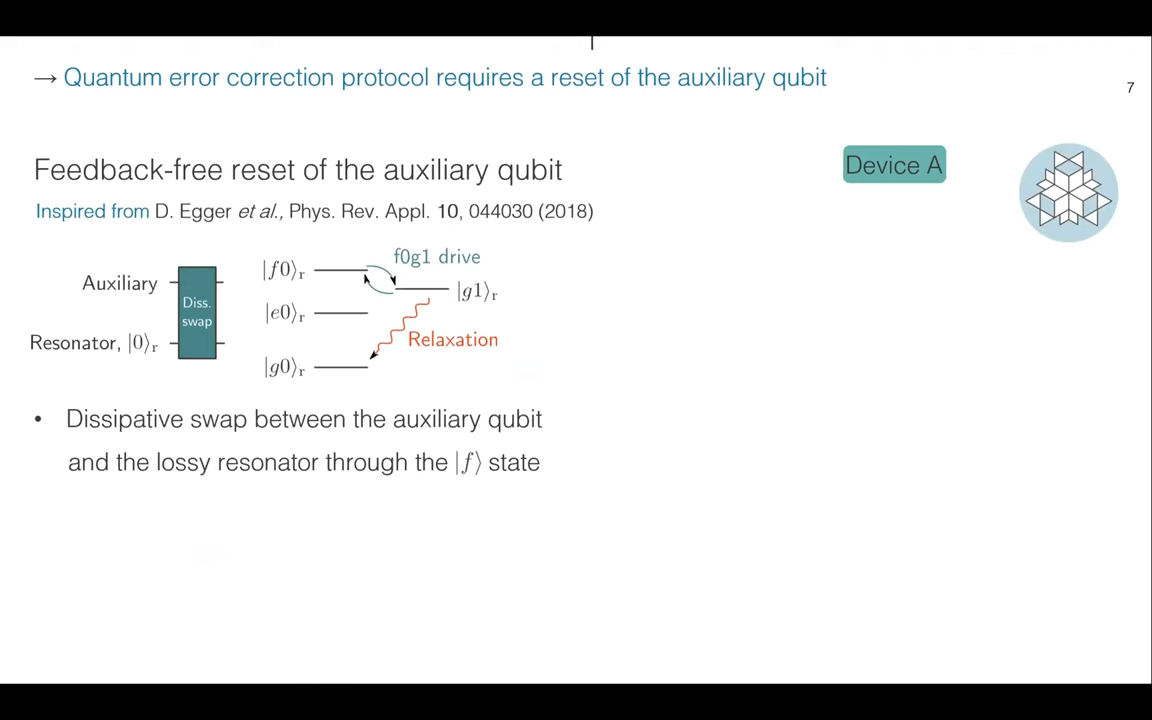 → Quantum error correction protocol requires a reset of the auxiliary qubit
7
Feedback-free reset of the auxiliary qubit
Device A
Inspired from D. Egger et al., Phys. Rev. Appl. 10, 044030 (2018)
f0g1 drive
|f0⟩r
|g1⟩r
Auxiliary
Diss.
swap
|e0⟩r
Resonator, |0⟩r
Relaxation
|g0⟩r
• Dissipative swap between the auxiliary qubit
and the lossy resonator through the |f⟩ state